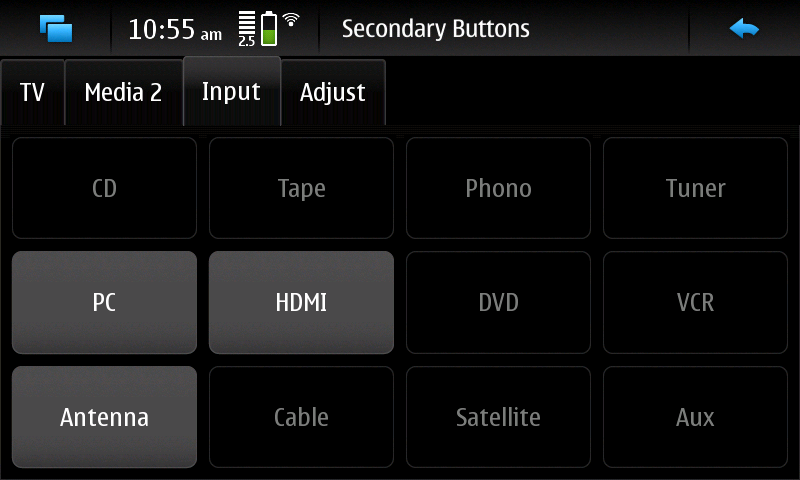 10:55 am
2.5
Secondary Buttons
TV
Media 2
Input
Adjust
CD
Tape
Phono
Tuner
PC
HDMI
DVD
VCR
Antenna
Cable
Satellite
Aux